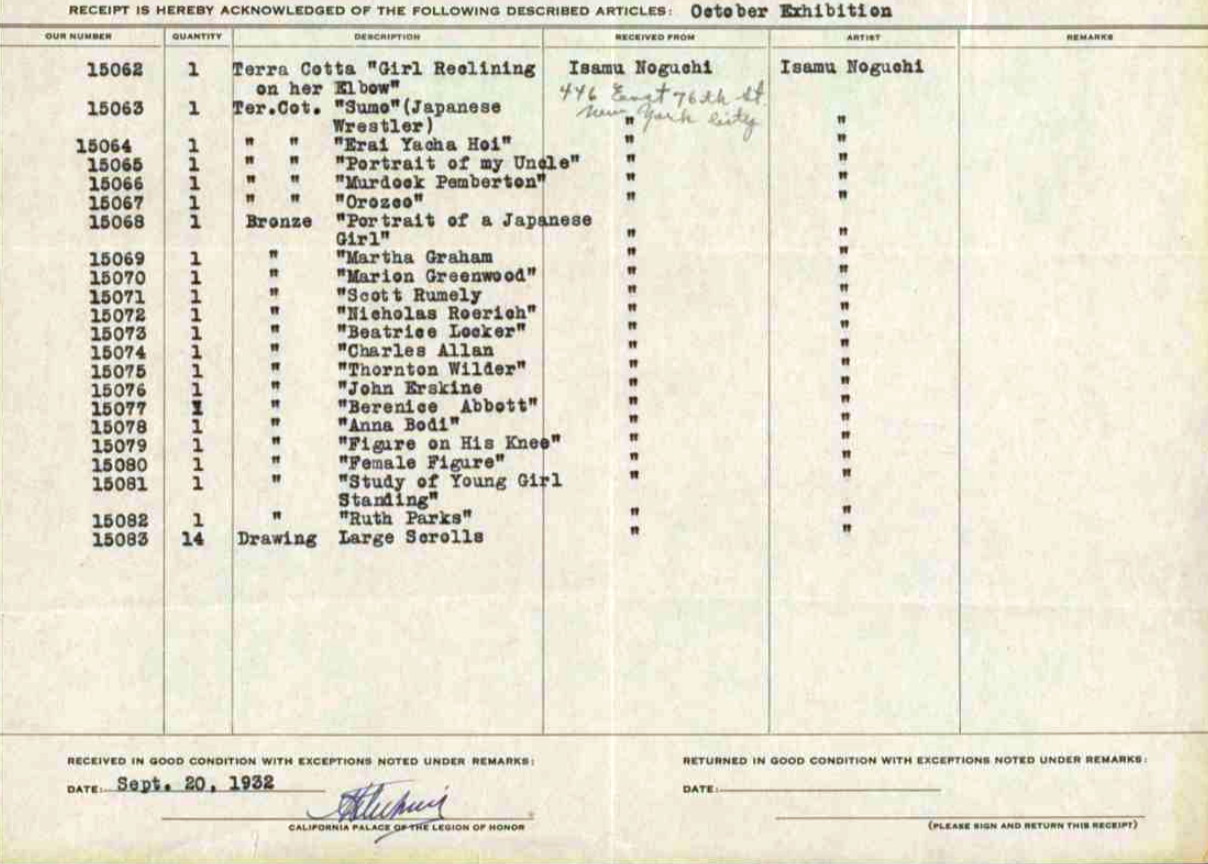 RECEIPT IS HEREBY ACKNOWLEDGED OF THE FOLLOWING DESCRIBED ARTICLES: October Exhibition
OUR NUMBER QUANTITY DESCRIPTION RECEIVED FROM ARTIST REMARKS
15062 1 Terra Cotta "Girl Reclining Isamu Noguchi Isamu Noguchi
on her Elbow" 446 East 76th St.
15063 1 Ter.Cot. "Sumo"(Japanese New York City
Wrestler) " "
15064 1 " " "Erai Yacha Hoi" " "
15065 1 " " "Portrait of my Uncle" " "
15066 1 " " "Murdock Pemberton" " "
15067 1 " " "Orozco" " "
15068 1 Bronze "Portrait of a Japanese
Girl" " "
15069 1 " "Martha Graham " "
15070 1 " "Marion Greenwood" " "
15071 1 " "Scott Rumely " "
15072 1 " "Nicholas Roerich" " "
15073 1 " "Beatrice Locker" " "
15074 1 " "Charles Allan " "
15075 1 " "Thornton Wilder" " "
15076 1 " "John Erskine " "
15077 1 " "Berenice Abbott" " "
15078 1 " "Anna Bodi" " "
15079 1 " "Figure on His Knee" " "
15080 1 " "Female Figure" " "
15081 1 " "Study of Young Girl " "
Standing"
15082 1 " "Ruth Parks" " "
15083 14 Drawing Large Scrolls " "
RECEIVED IN GOOD CONDITION WITH EXCEPTIONS NOTED UNDER REMARKS:
DATE: Sept. 20, 1932
CALIFORNIA PALACE OF THE LEGION OF HONOR
RETURNED IN GOOD CONDITION WITH EXCEPTIONS NOTED UNDER REMARKS:
DATE:
(PLEASE SIGN AND RETURN THIS RECEIPT)